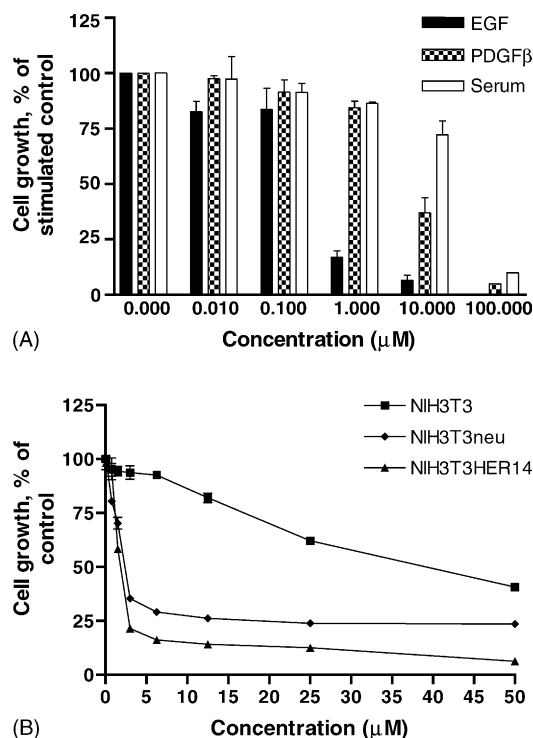 125
100
75
50
25
0
Cell growth, % of
stimulated control
EGF
PDGFβ
Serum
0.000 0.010 0.100 1.000 10.000 100.000
(A) Concentration (μM)
125
100
75
50
25
0
Cell growth, % of
control
NIH3T3
NIH3T3neu
NIH3T3HER14
0 5 10 15 20 25 30 35 40 45 50
(B) Concentration (μM)